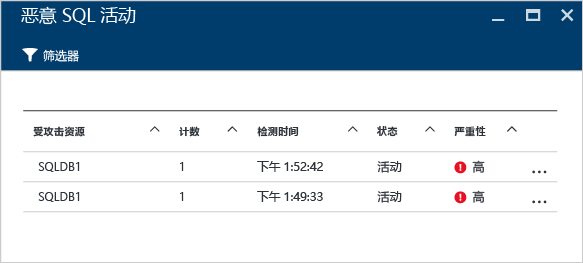 恶意 SQL 活动
筛选器
受攻击资源 计数 检测时间 状态 严重性
SQLDB1 1 下午 1:52:42 活动 高 ...
SQLDB1 1 下午 1:49:33 活动 高 ...